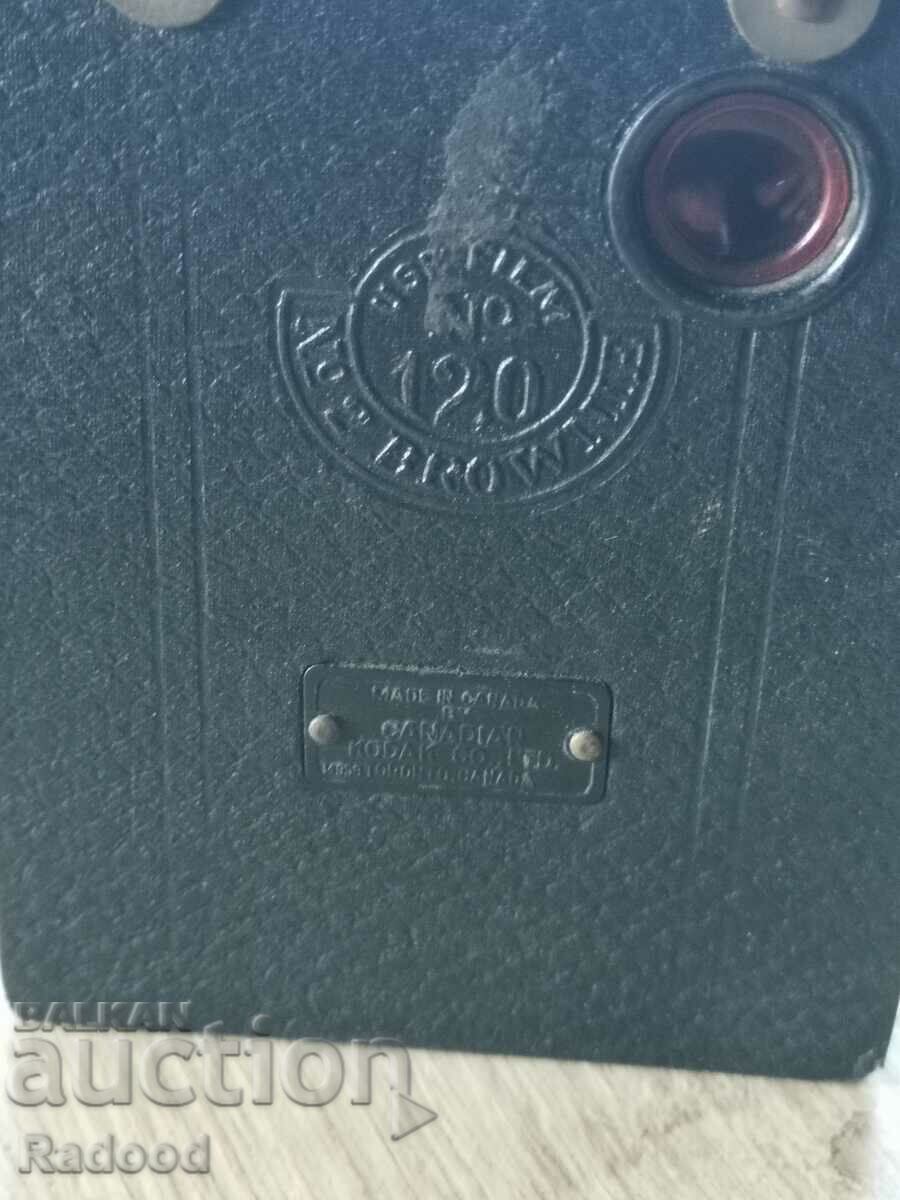 USE FILM
No
120
No 2 BROWNIE
MADE IN CANADA
BY
CANADIAN
KODAK CO., LTD.
TORONTO, CANADA
BALKAN
auction
Radood